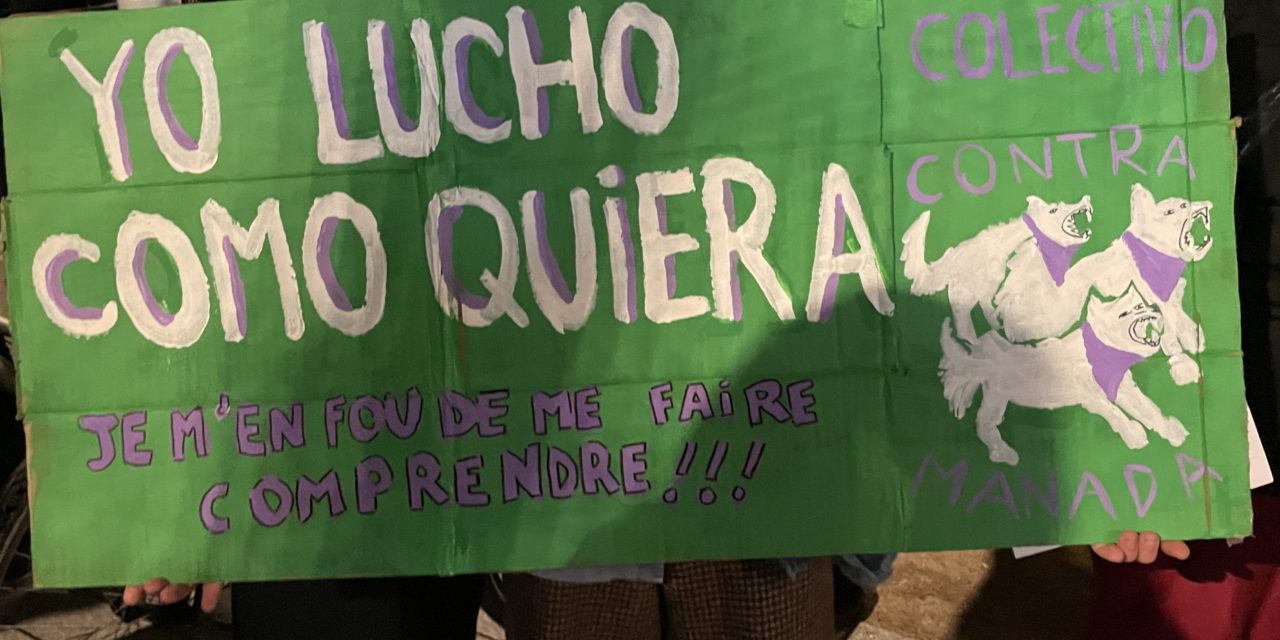 YO LUCHO
COMO QUiERA
JE M'EN FOU DE ME FAiRE
COMPRENDRE!!!
COLECTIVO
CONTRA
MANADA